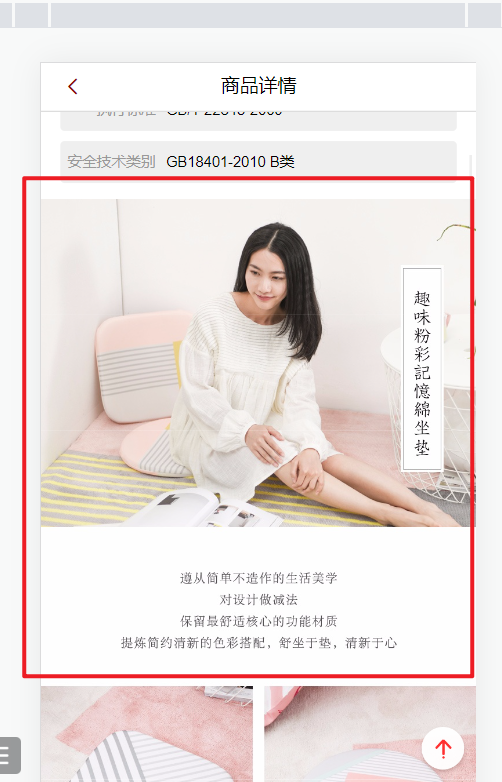 商品详情
安全技术类别 GB18401-2010 B类
趣味粉彩記憶綿坐垫
遵从简单不造作的生活美学
对设计做减法
保留最舒适核心的功能材质
提炼简约清新的色彩搭配，舒坐于垫，清新于心